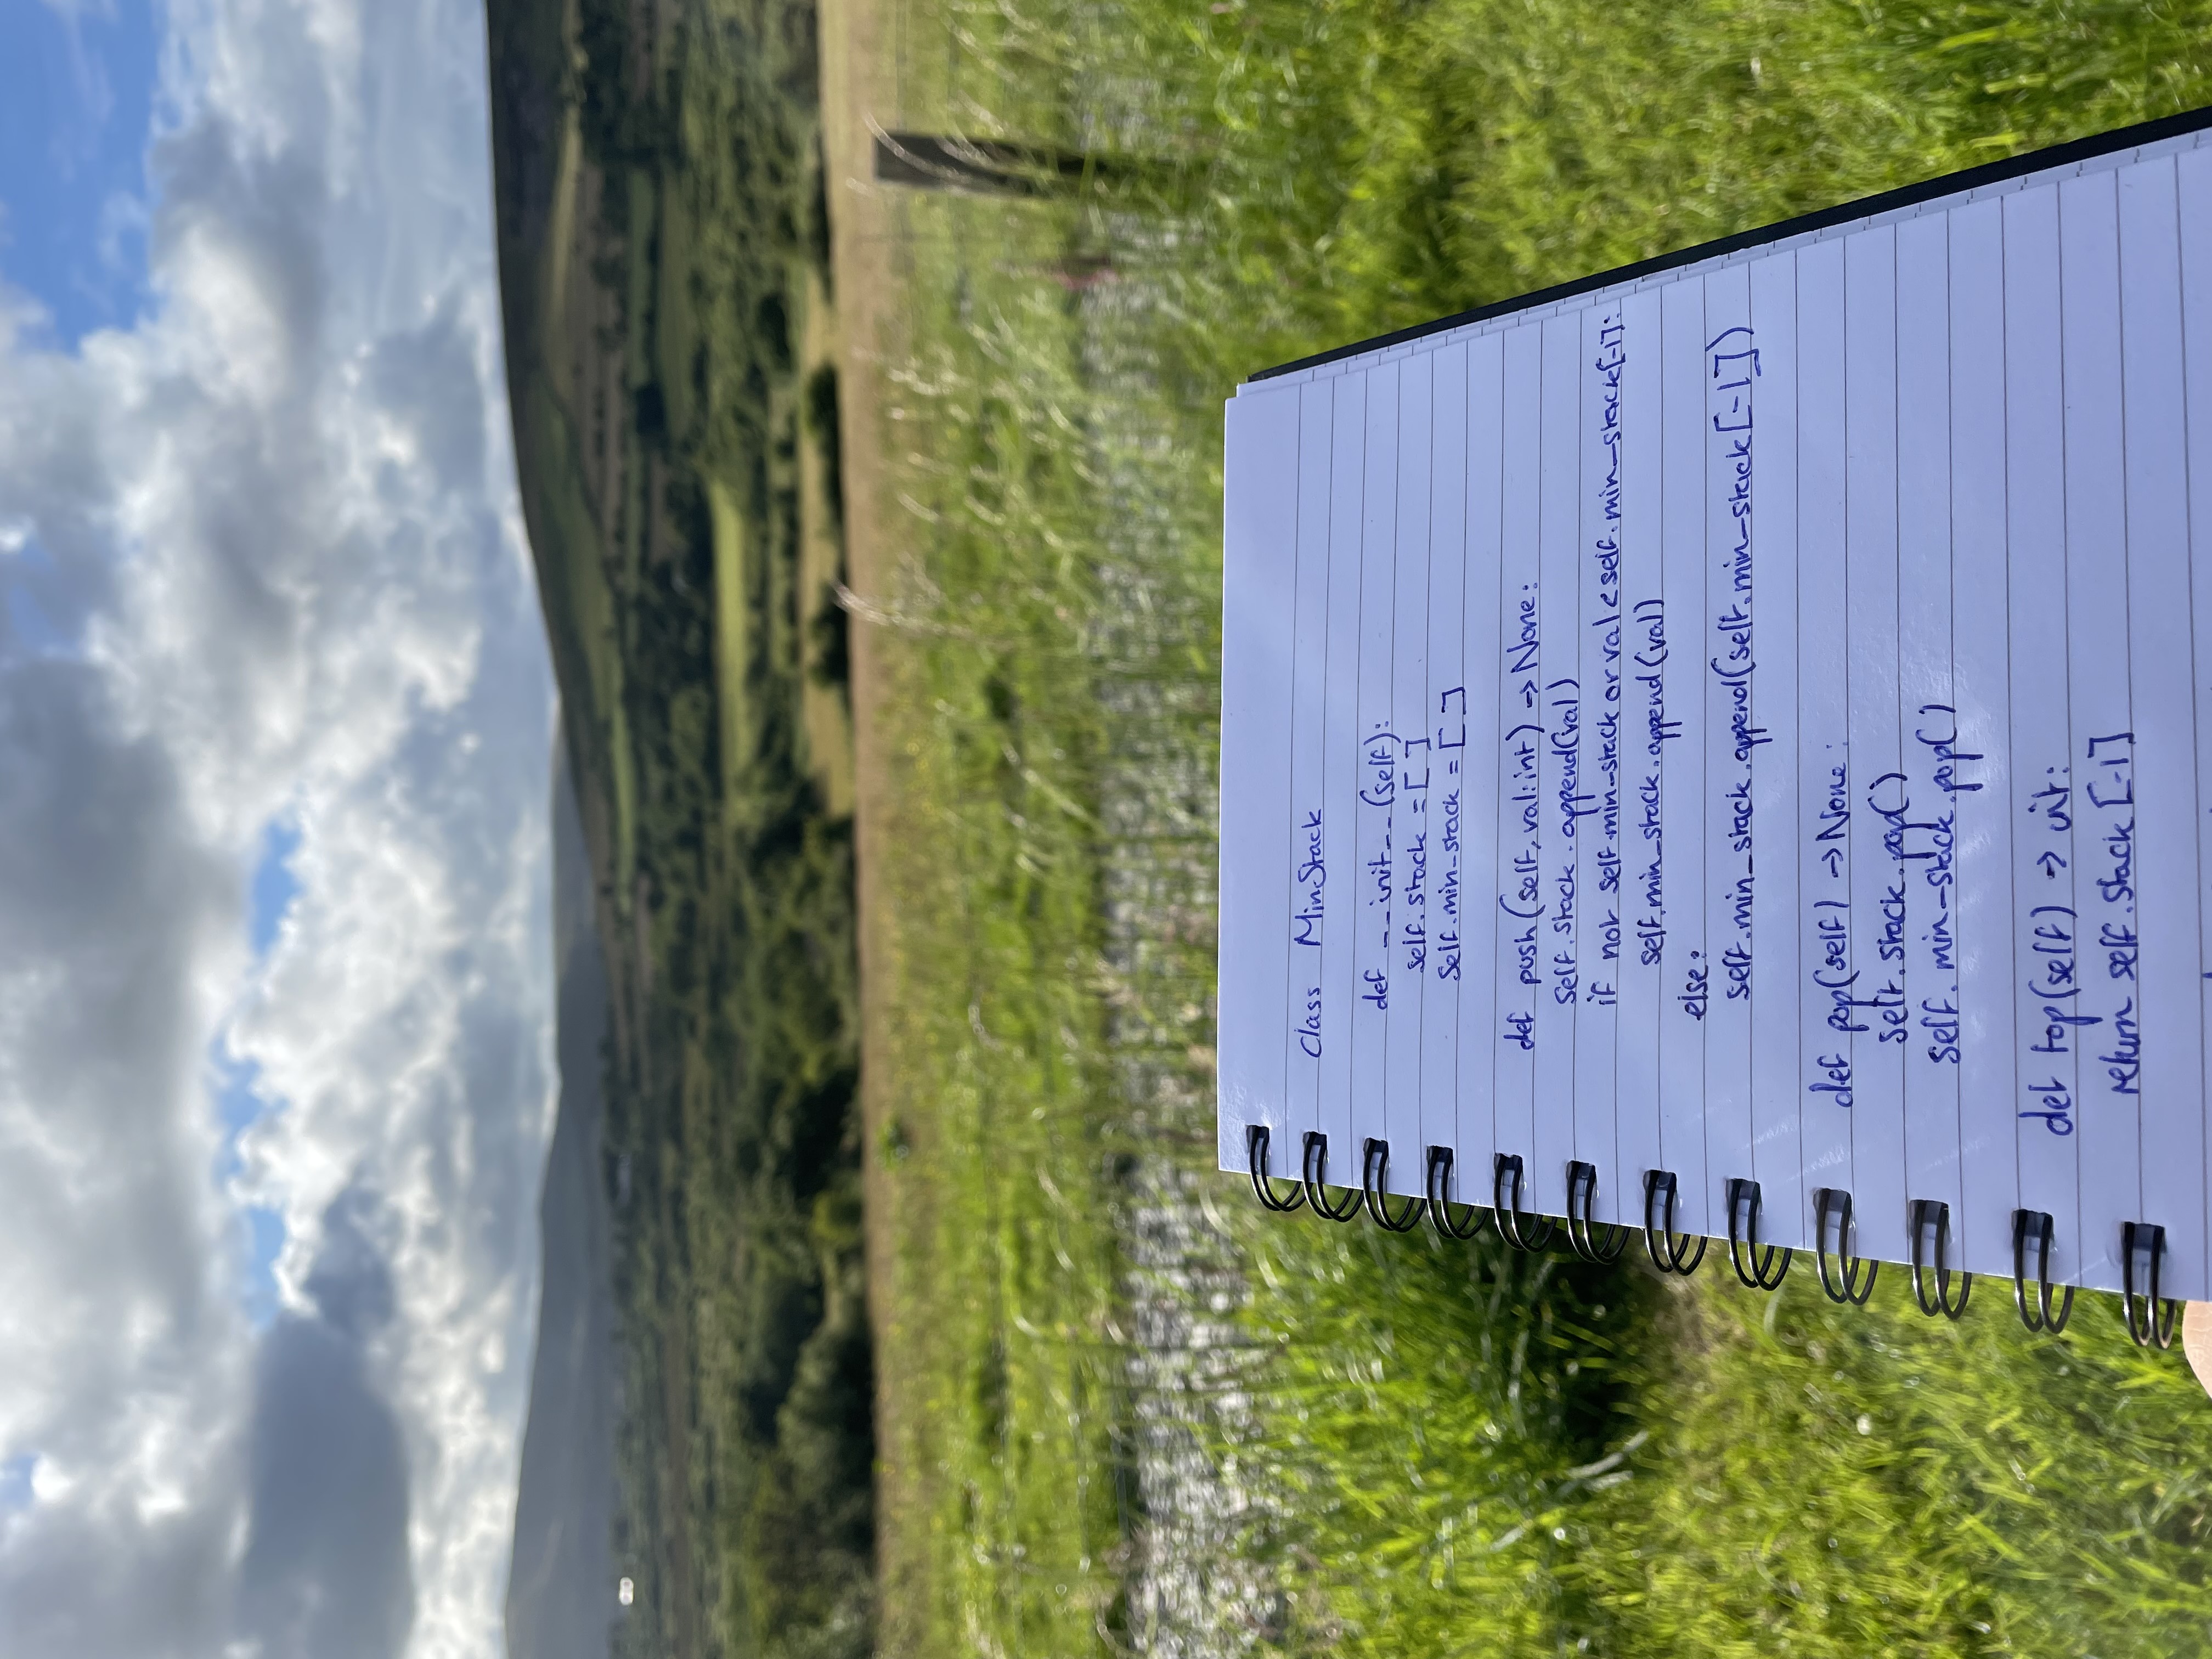 Class MinStack
def __init__(self):
self.stack = [ ]
self.min_stack = [ ]
def push(self, val:int) -> None:
self.stack.append(val)
if not self.min_stack or val < self.min_stack[-1]:
self.min_stack.append(val)
else:
self.min_stack.append(self.min_stack[-1])
def pop(self) -> None:
self.stack.pop()
self.min_stack.pop()
def top(self) -> int:
return self.stack[-1]